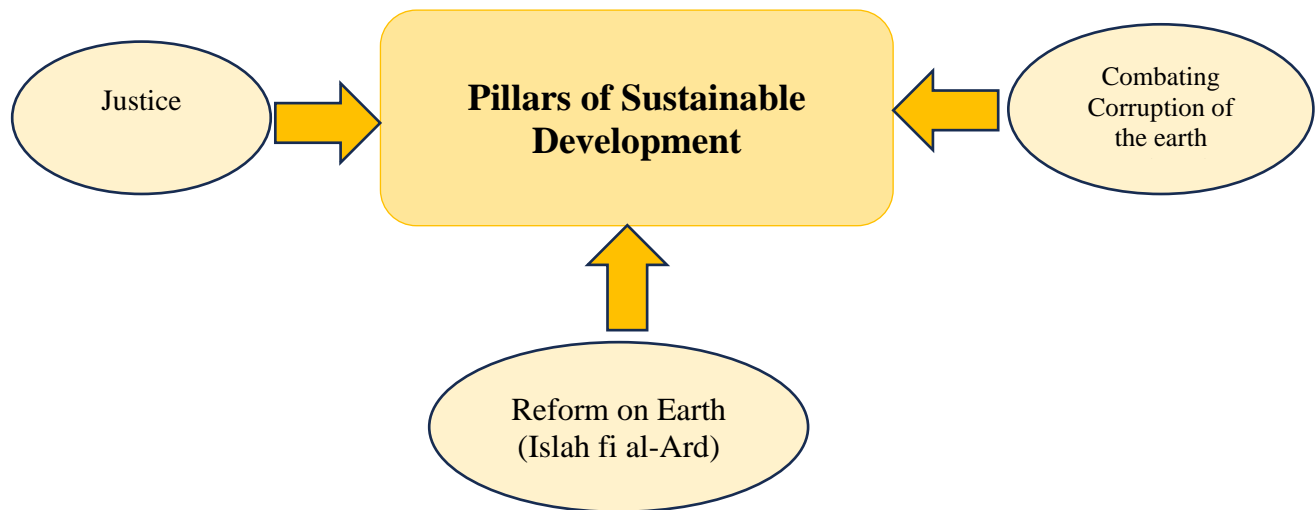 Justice
Pillars of Sustainable
Development
Combating
Corruption of
the earth
Reform on Earth
(Islah fi al-Ard)